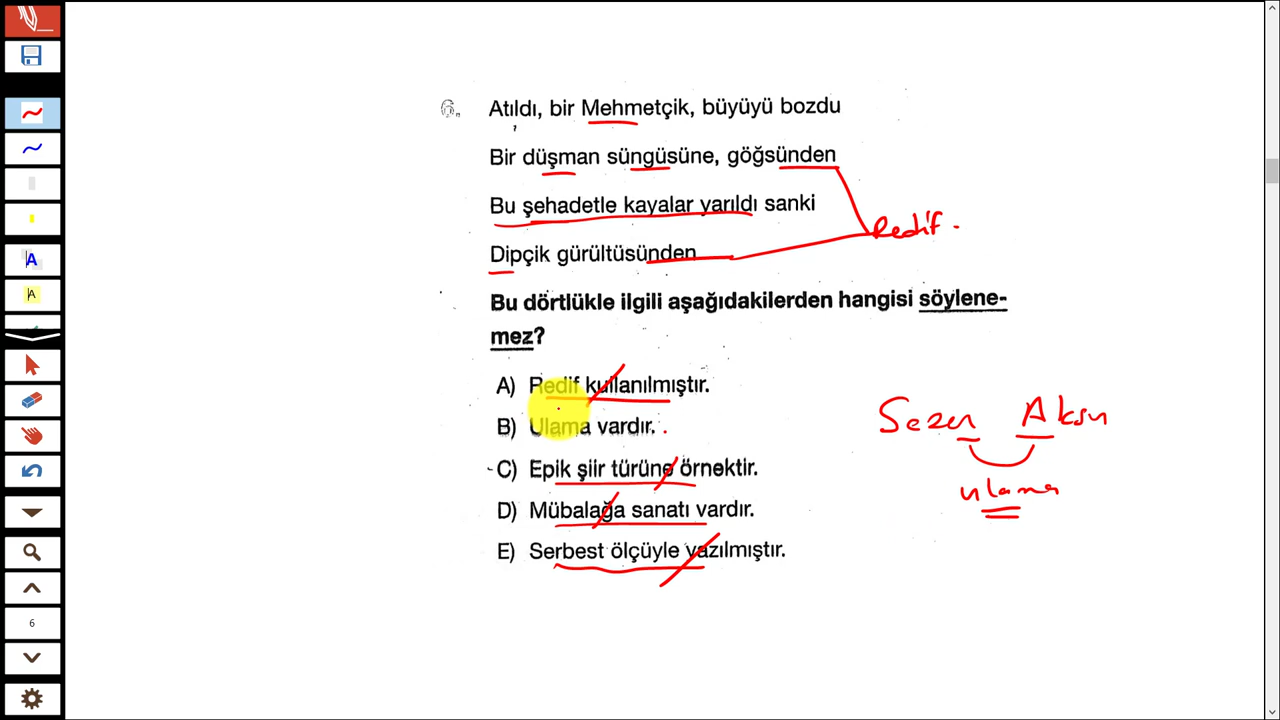 6. Atıldı, bir Mehmetçik, büyüyü bozdu
Bir düşman süngüsüne, göğsünden
Bu şehadetle kayalar yarıldı sanki
Redif.
Dipçik gürültüsünden
Bu dörtlükle ilgili aşağıdakilerden hangisi söylene-
mez?
A) Redif kullanılmıştır.
B) Ulama vardır.
Sezen Aksu
C) Epik şiir türüne örnektir.
ulama
D) Mübalağa sanatı vardır.
E) Serbest ölçüyle yazılmıştır.
A
A
6